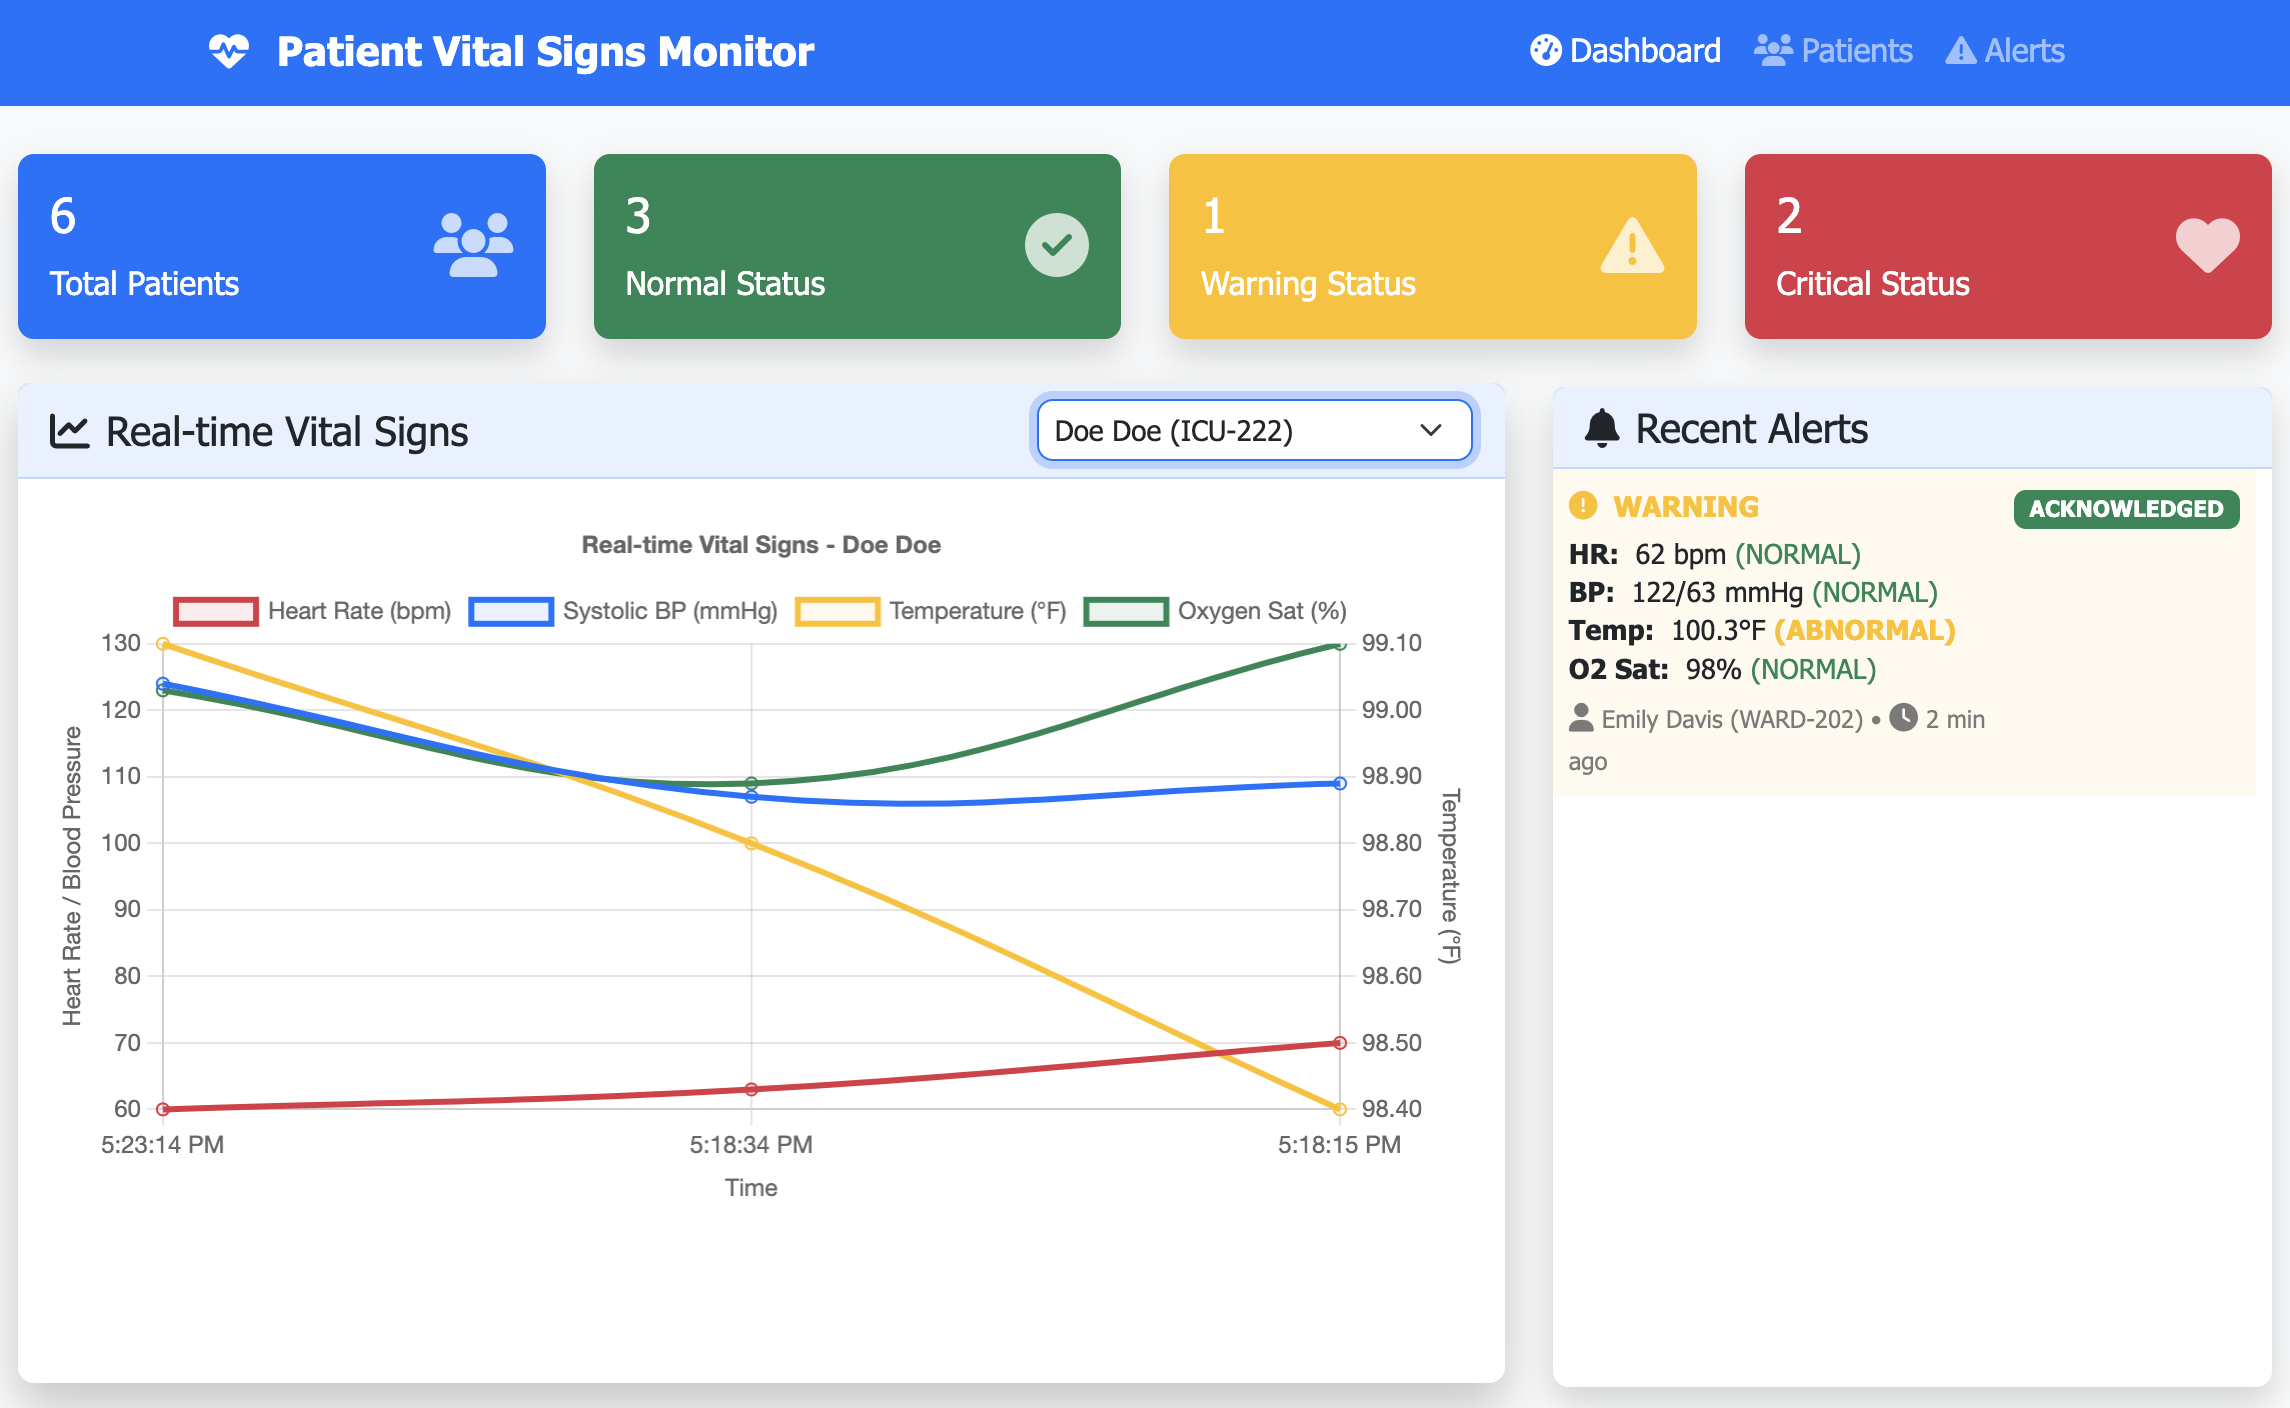 Patient Vital Signs Monitor
Dashboard
Patients
Alerts
6
Total Patients
3
Normal Status
1
Warning Status
2
Critical Status
Real-time Vital Signs
Doe Doe (ICU-222)
Real-time Vital Signs - Doe Doe
Heart Rate (bpm)
Systolic BP (mmHg)
Temperature (°F)
Oxygen Sat (%)
Heart Rate / Blood Pressure
130
120
110
100
90
80
70
60
99.10
99.00
98.90
98.80
98.70
98.60
98.50
98.40
Temperature (°F)
5:23:14 PM
5:18:34 PM
5:18:15 PM
Time
Recent Alerts
WARNING
ACKNOWLEDGED
HR: 62 bpm (NORMAL)
BP: 122/63 mmHg (NORMAL)
Temp: 100.3°F (ABNORMAL)
O2 Sat: 98% (NORMAL)
Emily Davis (WARD-202) • 2 min
ago